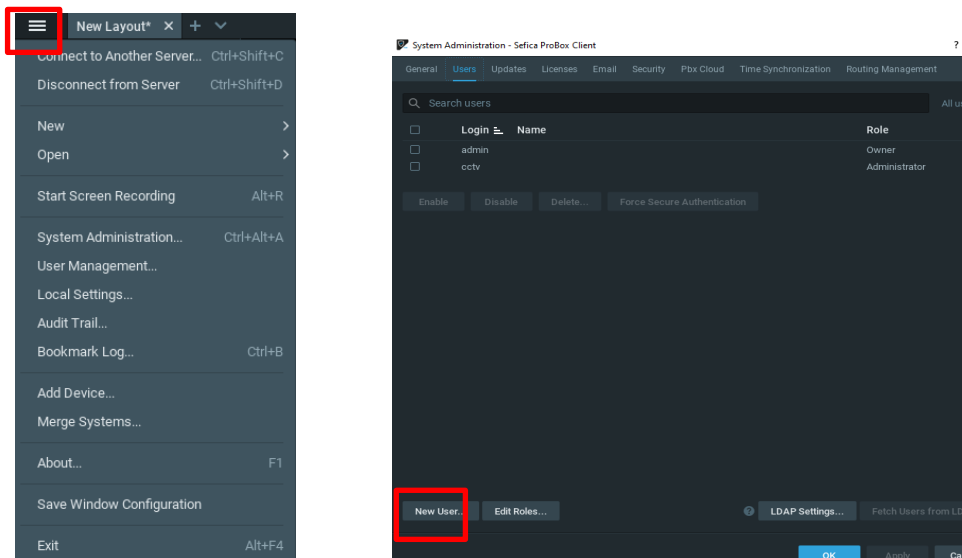 New Layout*
Connect to Another Server... Ctrl+Shift+C
Disconnect from Server Ctrl+Shift+D
New
Open
Start Screen Recording Alt+R
System Administration... Ctrl+Alt+A
User Management...
Local Settings...
Audit Trail...
Bookmark Log... Ctrl+B
Add Device...
Merge Systems...
About... F1
Save Window Configuration
Exit Alt+F4
System Administration - Sefica ProBox Client ?
General Users Updates Licenses Email Security Pbx Cloud Time Synchronization Routing Management
Search users All us
Login Name Role
admin Owner
cctv Administrator
Enable Disable Delete... Force Secure Authentication
New User... Edit Roles... ? LDAP Settings... Fetch Users from LD
OK Apply Ca